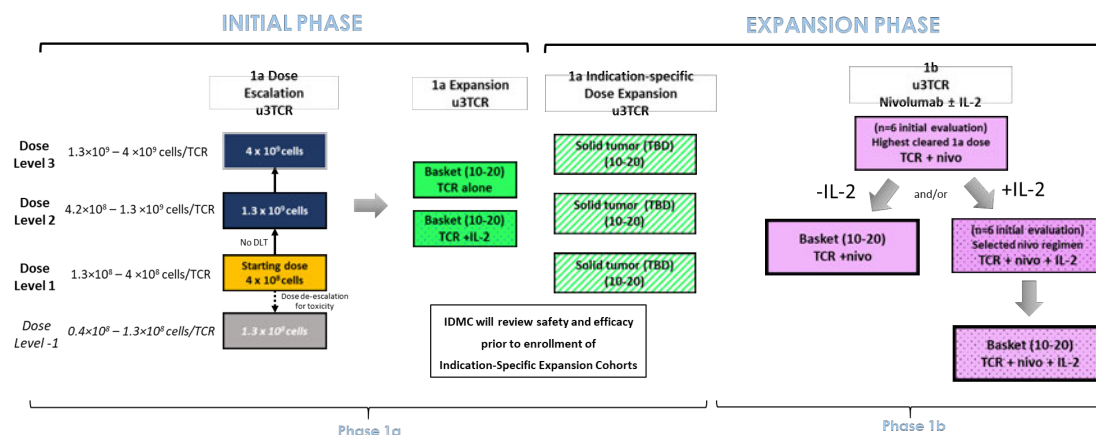 INITIAL PHASE
EXPANSION PHASE
1a Dose
Escalation
u3TCR
1a Expansion
u3TCR
1a Indication-specific
Dose Expansion
u3TCR
1b
u3TCR
Nivolumab ± IL-2
Dose
Level 3
1.3×10⁹ – 4 ×10⁹ cells/TCR
4 x 10⁹ cells
Dose
Level 2
4.2×10⁸ – 1.3 ×10⁹ cells/TCR
1.3 x 10⁹ cells
No DLT
Dose
Level 1
1.3×10⁸ – 4 ×10⁸ cells/TCR
Starting dose
4 x 10⁸ cells
Dose de-escalation
for toxicity
Dose
Level -1
0.4×10⁸ – 1.3×10⁸ cells/TCR
1.3 x 10⁸ cells
Basket (10-20)
TCR alone
Basket (10-20)
TCR +IL-2
Solid tumor (TBD)
(10-20)
Solid tumor (TBD)
(10-20)
Solid tumor (TBD)
(10-20)
IDMC will review safety and efficacy
prior to enrollment of
Indication-Specific Expansion Cohorts
(n=6 initial evaluation)
Highest cleared 1a dose
TCR + nivo
-IL-2
and/or
+IL-2
Basket (10-20)
TCR +nivo
(n=6 initial evaluation)
Selected nivo regimen
TCR + nivo + IL-2
Basket (10-20)
TCR + nivo + IL-2
Phase 1a
Phase 1b